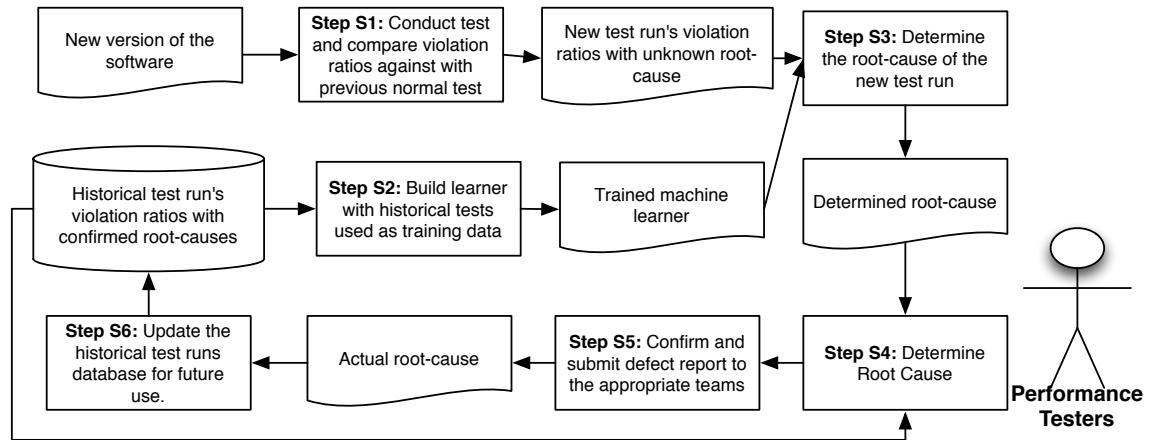 New version of the
software
Step S1: Conduct test
and compare violation
ratios against with
previous normal test
New test run's violation
ratios with unknown root-
cause
Step S3: Determine
the root-cause of the
new test run
Historical test run's
violation ratios with
confirmed root-causes
Step S2: Build learner
with historical tests
used as training data
Trained machine
learner
Determined root-cause
Step S6: Update the
historical test runs
database for future
use.
Actual root-cause
Step S5: Confirm and
submit defect report to
the appropriate teams
Step S4: Determine
Root Cause
Performance
Testers